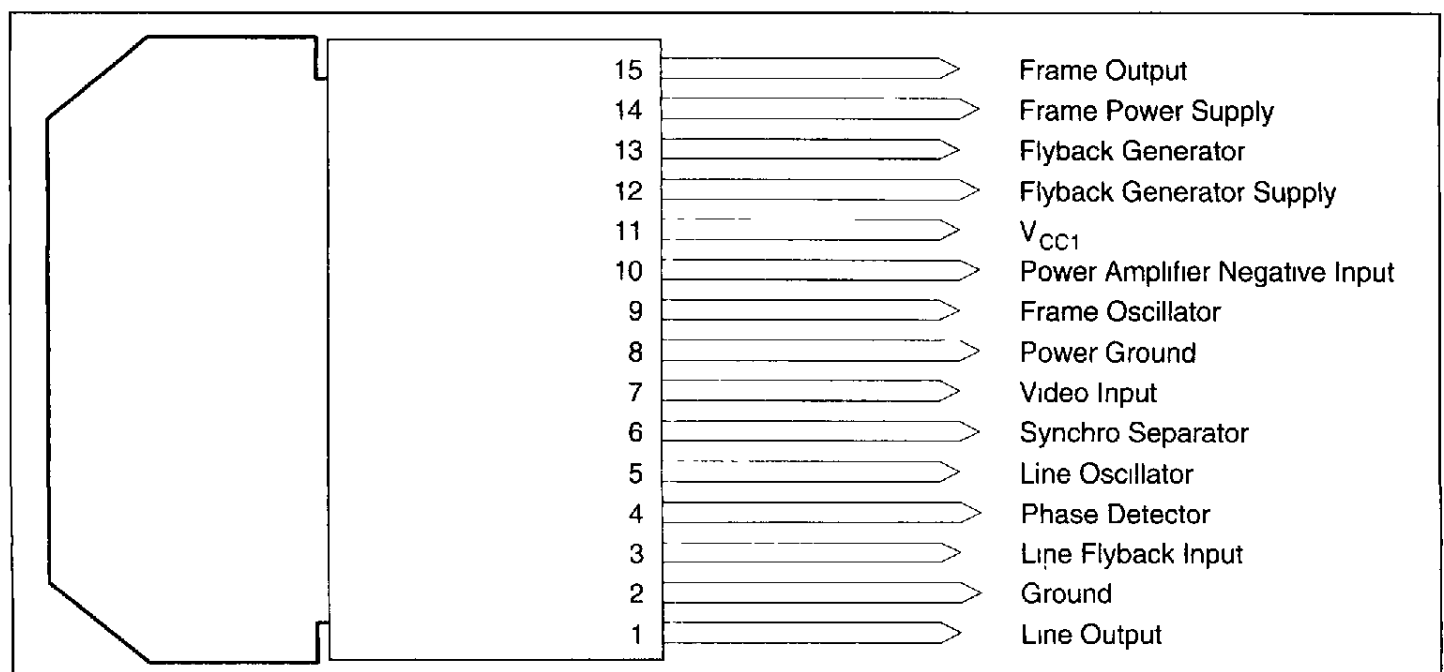 15 Frame Output
14 Frame Power Supply
13 Flyback Generator
12 Flyback Generator Supply
11 VCC1
10 Power Amplifier Negative Input
9 Frame Oscillator
8 Power Ground
7 Video Input
6 Synchro Separator
5 Line Oscillator
4 Phase Detector
3 Line Flyback Input
2 Ground
1 Line Output